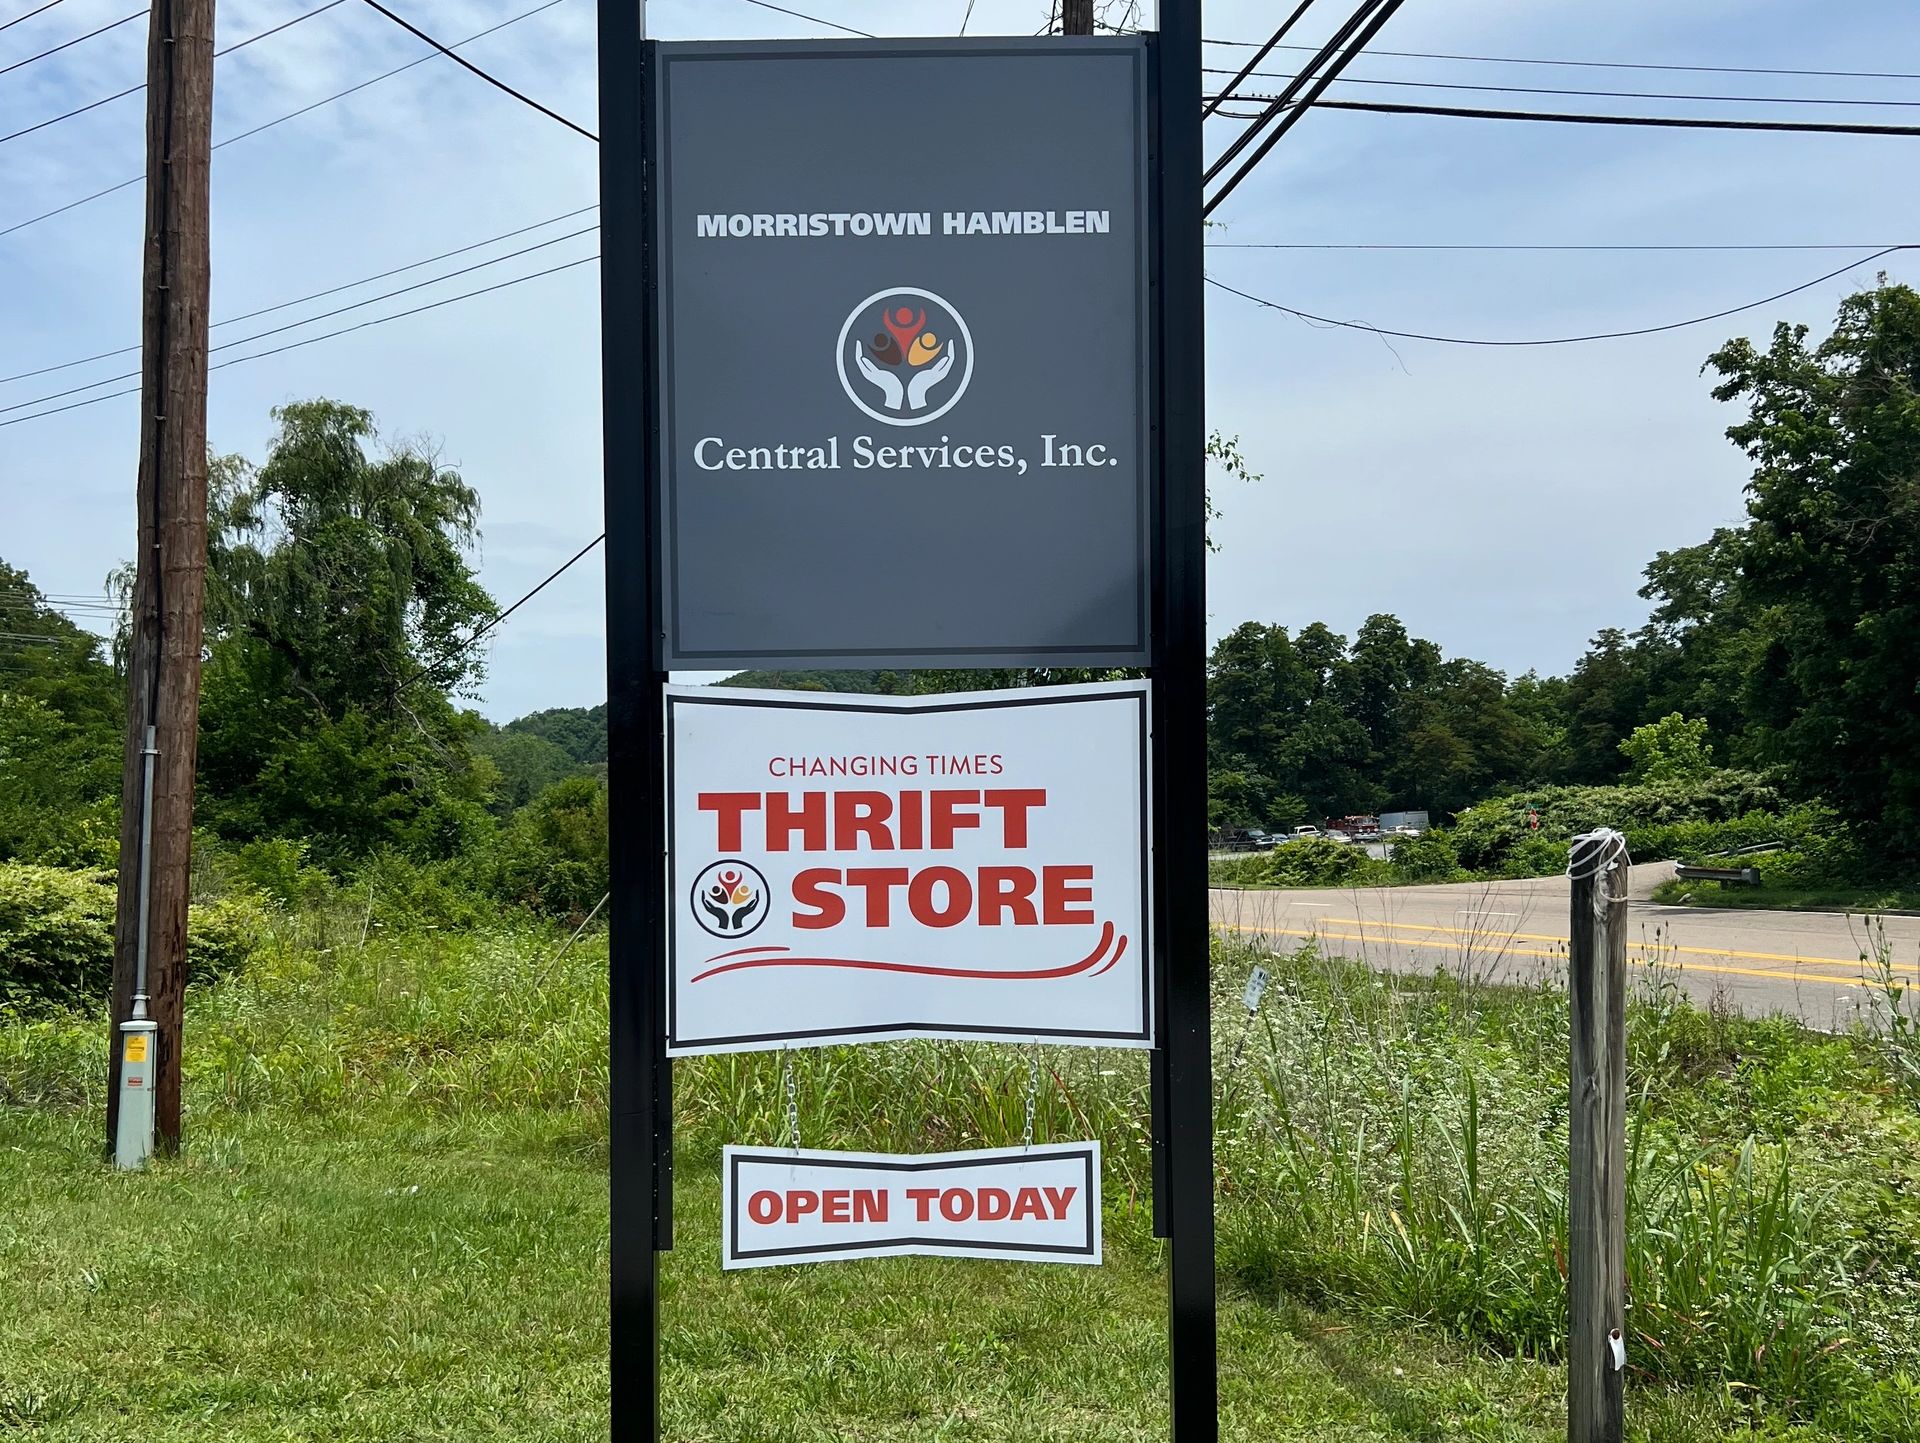 MORRISTOWN HAMBLEN
Central Services, Inc.
CHANGING TIMES
THRIFT
STORE
OPEN TODAY